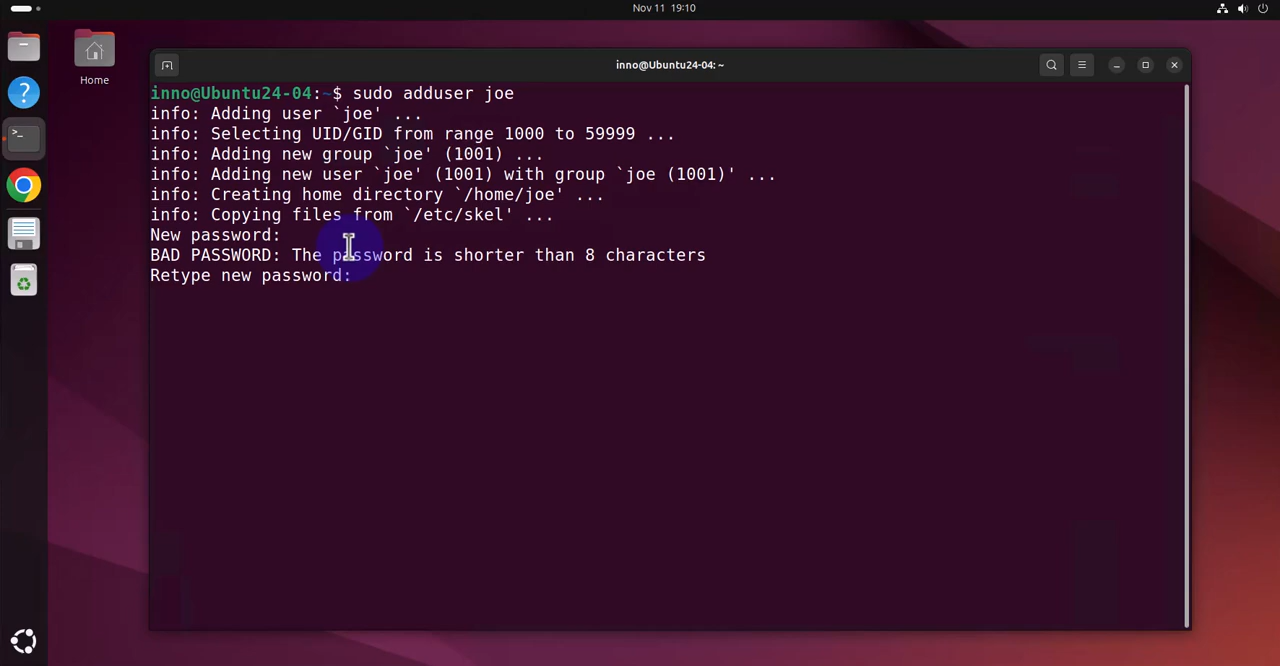 Nov 11 19:10
Home
inno@Ubuntu24-04: ~
inno@Ubuntu24-04:~$ sudo adduser joe
info: Adding user `joe' ...
info: Selecting UID/GID from range 1000 to 59999 ...
info: Adding new group `joe' (1001) ...
info: Adding new user `joe' (1001) with group `joe (1001)' ...
info: Creating home directory `/home/joe' ...
info: Copying files from `/etc/skel' ...
New password:
BAD PASSWORD: The password is shorter than 8 characters
Retype new password: